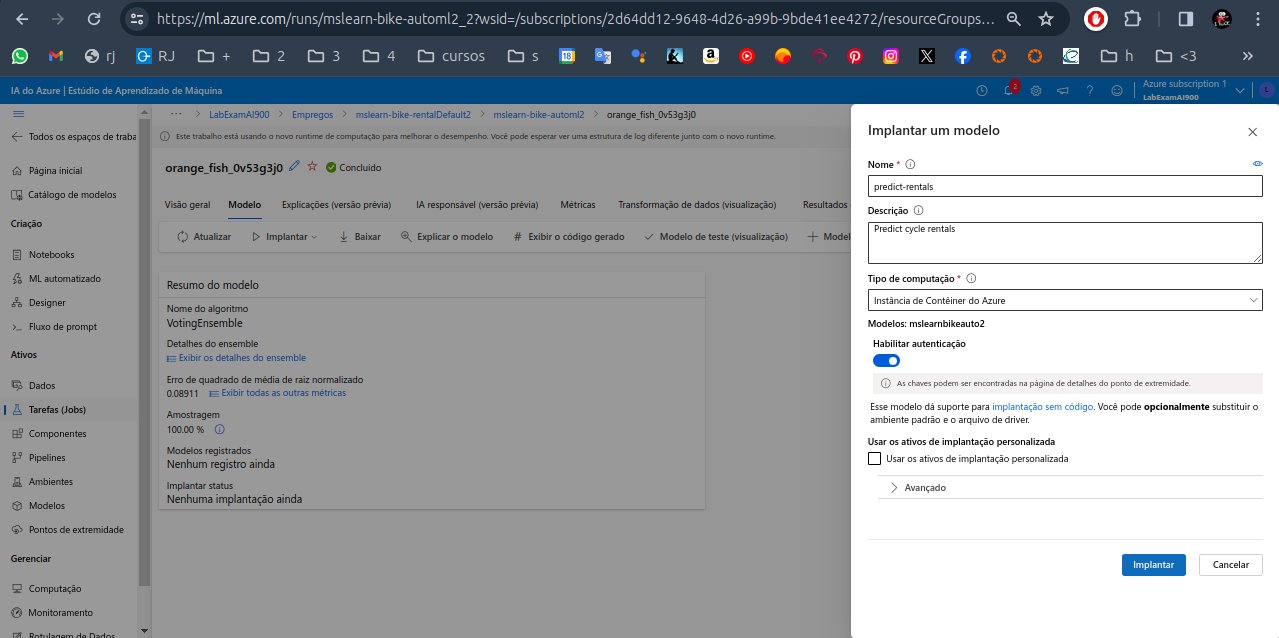 https://ml.azure.com/runs/mslearn-bike-automl2_2?wsid=/subscriptions/2d64dd12-9648-4d26-a99b-9bde41ee4272/resourceGroups...
rj
RJ
+
2
3
4
cursos
s
18
h
<3
»
IA do Azure | Estúdio de Aprendizado de Máquina
2
Azure subscription 1
LabExamAI900
L
Todos os espaços de traba
Página inicial
Catálogo de modelos
Criação
Notebooks
ML automatizado
Designer
Fluxo de prompt
Ativos
Dados
Tarefas (Jobs)
Componentes
Pipelines
Ambientes
Modelos
Pontos de extremidade
Gerenciar
Computação
Monitoramento
Rotulagem de Dados
... > LabExamAI900 > Empregos > mslearn-bike-rentalDefault2 > mslearn-bike-automl2 > orange_fish_0v53g3j0
Este trabalho está usando o novo runtime de computação para melhorar o desempenho. Você pode esperar ver uma estrutura de log diferente junto com o novo runtime.
orange_fish_0v53g3j0 Concluído
Visão geral Modelo Explicações (versão prévia) IA responsável (versão prévia) Métricas Transformação de dados (visualização) Resultados
Atualizar Implantar Baixar Explicar o modelo # Exibir o código gerado Modelo de teste (visualização) + Model
Resumo do modelo
Nome do algoritmo
VotingEnsemble
Detalhes do ensemble
Exibir os detalhes do ensemble
Erro de quadrado de média de raiz normalizado
0.08911 Exibir todas as outras métricas
Amostragem
100.00 %
Modelos registrados
Nenhum registro ainda
Implantar status
Nenhuma implantação ainda
Implantar um modelo
Nome *
predict-rentals
Descrição
Predict cycle rentals
Tipo de computação *
Instância de Contêiner do Azure
Modelos: mslearnbikeauto2
Habilitar autenticação
As chaves podem ser encontradas na página de detalhes do ponto de extremidade.
Esse modelo dá suporte para implantação sem código. Você pode opcionalmente substituir o
ambiente padrão e o arquivo de driver.
Usar os ativos de implantação personalizada
Usar os ativos de implantação personalizada
Avançado
Implantar Cancelar